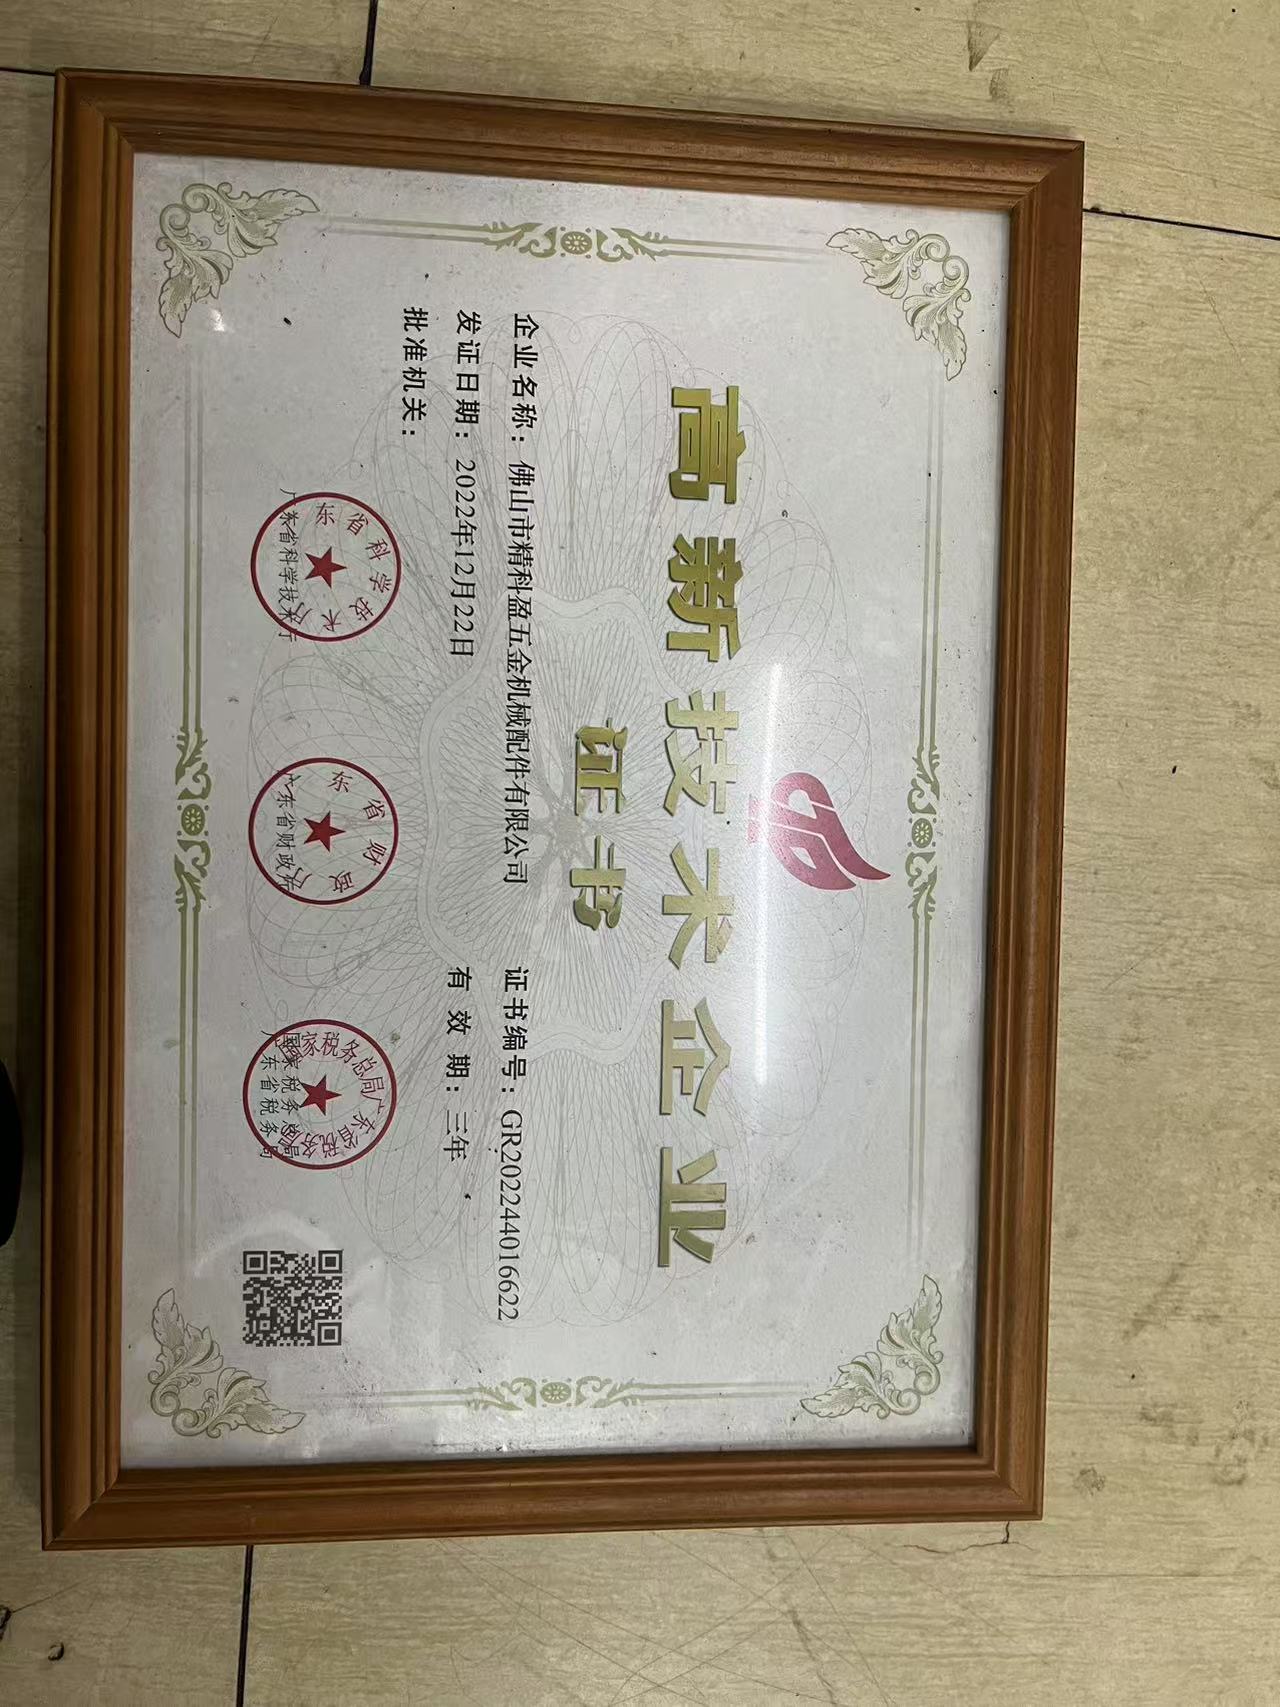 高新技术企业
证书
企业名称：佛山市精科盈五金机械配件有限公司
证书编号：GR202244016622
发证日期：2022年12月22日
有效期：三年
批准机关：
广东省科学技术厅
广东省财政厅
国家税务总局
广东省税务局